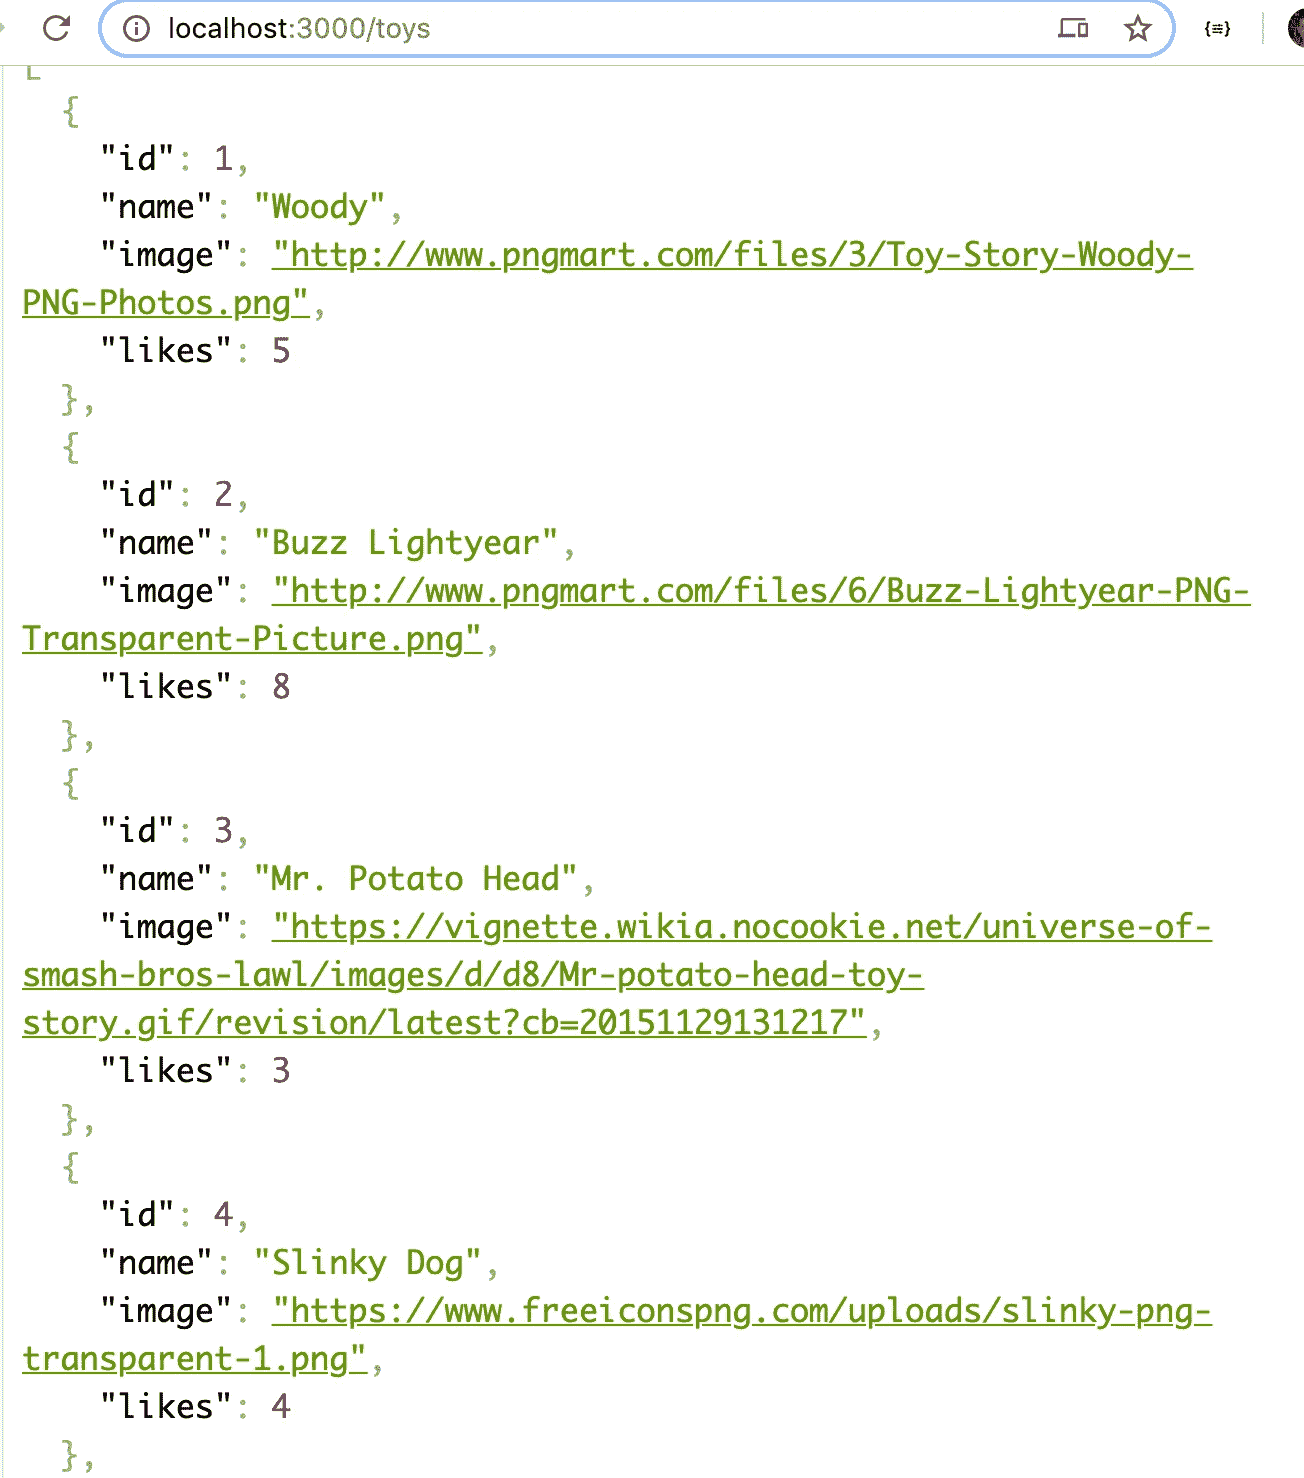 localhost:3000/toys
[
{
"id": 1,
"name": "Woody",
"image": "http://www.pngmart.com/files/3/Toy-Story-Woody-
PNG-Photos.png",
"likes": 5
},
{
"id": 2,
"name": "Buzz Lightyear",
"image": "http://www.pngmart.com/files/6/Buzz-Lightyear-PNG-
Transparent-Picture.png",
"likes": 8
},
{
"id": 3,
"name": "Mr. Potato Head",
"image": "https://vignette.wikia.nocookie.net/universe-of-
smash-bros-lawl/images/d/d8/Mr-potato-head-toy-
story.gif/revision/latest?cb=20151129131217",
"likes": 3
},
{
"id": 4,
"name": "Slinky Dog",
"image": "https://www.freeiconspng.com/uploads/slinky-png-
transparent-1.png",
"likes": 4
},